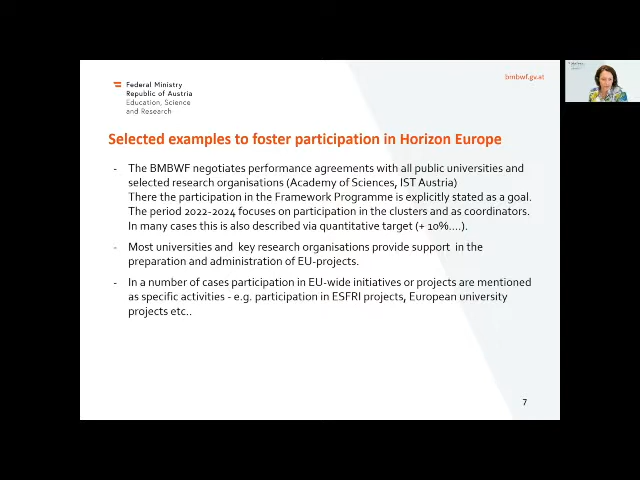 bmbwf.gv.at
Federal Ministry
Republic of Austria
Education, Science
and Research
Selected examples to foster participation in Horizon Europe
- The BMBWF negotiates performance agreements with all public universities and
selected research organisations (Academy of Sciences, IST Austria)
There the participation in the Framework Programme is explicitly stated as a goal.
The period 2022-2024 focuses on participation in the clusters and as coordinators.
In many cases this is also described via quantitative target (+ 10%....).
- Most universities and key research organisations provide support in the
preparation and administration of EU-projects.
- In a number of cases participation in EU-wide initiatives or projects are mentioned
as specific activities - e.g. participation in ESFRI projects, European university
projects etc..
7